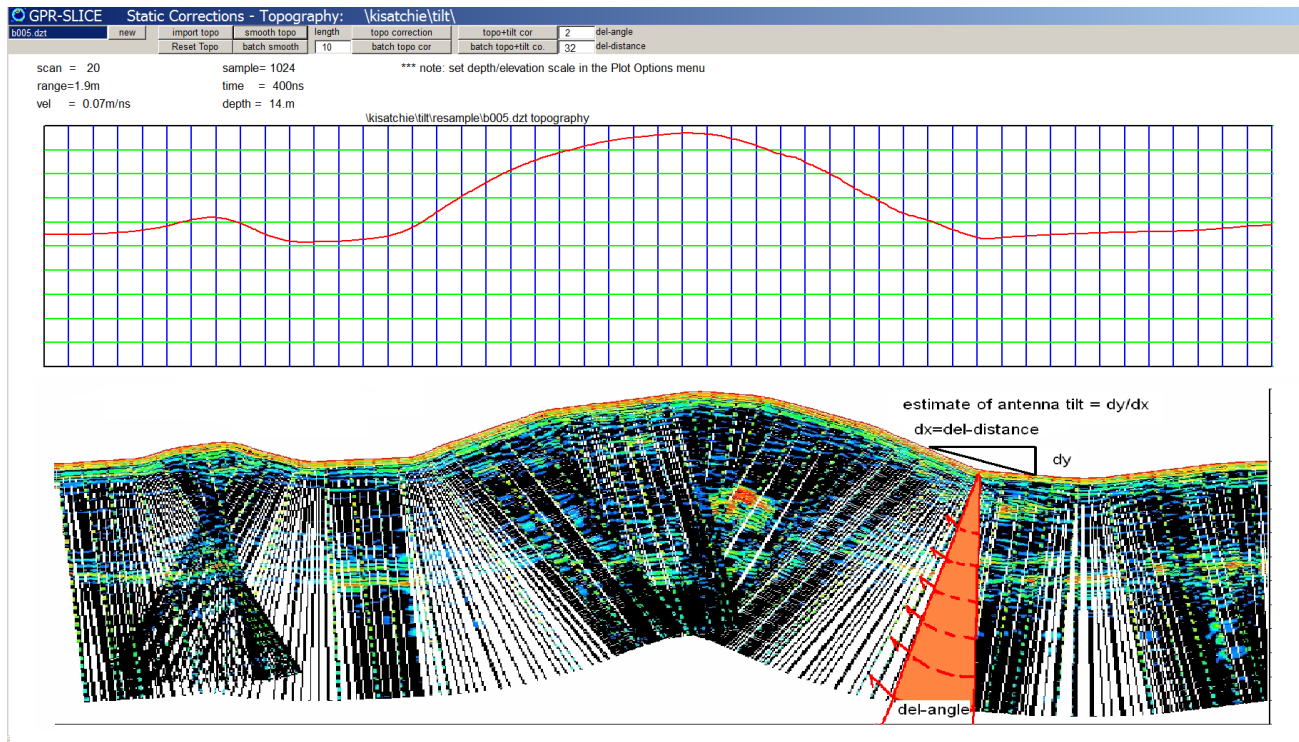 GPR-SLICE Static Corrections - Topography: \kisatchie\tilt\
b005.dzt new import topo smooth topo length topo correction topo+tilt cor 2 del-angle
Reset Topo batch smooth 10 batch topo cor batch topo+tilt co. 32 del-distance
scan = 20 sample= 1024 *** note: set depth/elevation scale in the Plot Options menu
range=1.9m time = 400ns
vel = 0.07m/ns depth = 14.m
\kisatchie\tilt\resample\b005.dzt topography
estimate of antenna tilt = dy/dx
dx=del-distance
dy
del-angle